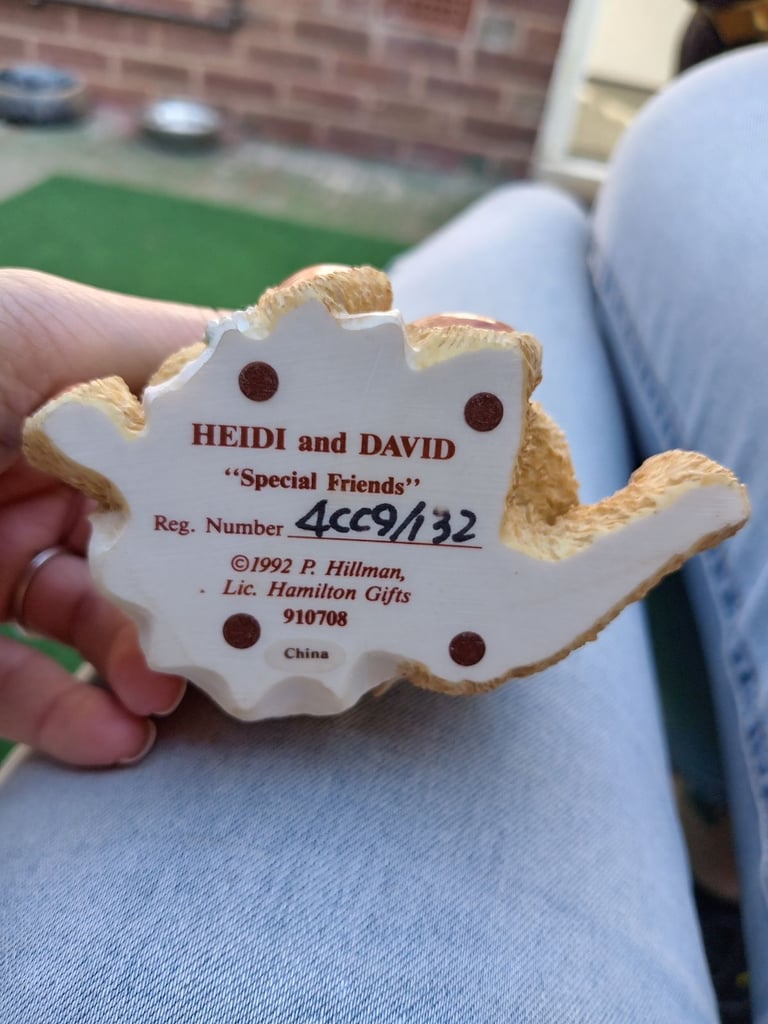 HEIDI and DAVID
“Special Friends”
Reg. Number 4CC9/132
©1992 P. Hillman,
Lic. Hamilton Gifts
910708
China